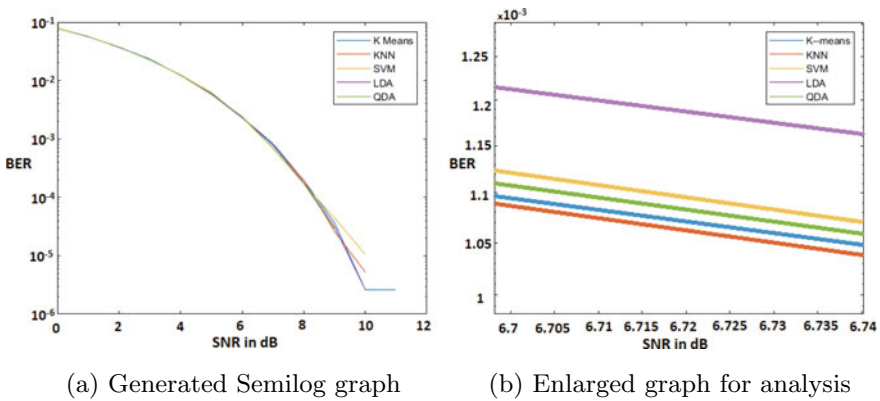 10^-1
10^-2
10^-3
BER
10^-4
10^-5
10^-6
0 2 4 6 8 10 12
SNR in dB
K Means
KNN
SVM
LDA
QDA
(a) Generated Semilog graph
×10^-3
1.25
1.2
1.15
BER
1.1
1.05
1
6.7 6.705 6.71 6.715 6.72 6.725 6.73 6.735 6.74
SNR in dB
K--means
KNN
SVM
LDA
QDA
(b) Enlarged graph for analysis